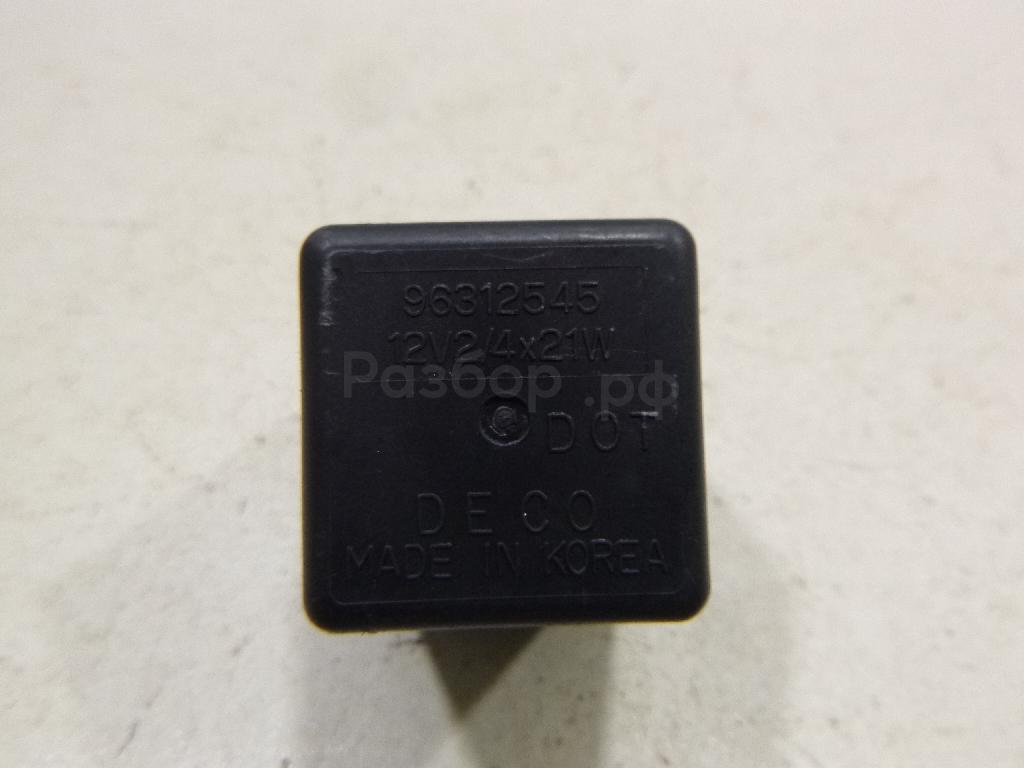 96312545
12V2/4x21W
Разбор.рф
DOT
DECO
MADE IN KOREA